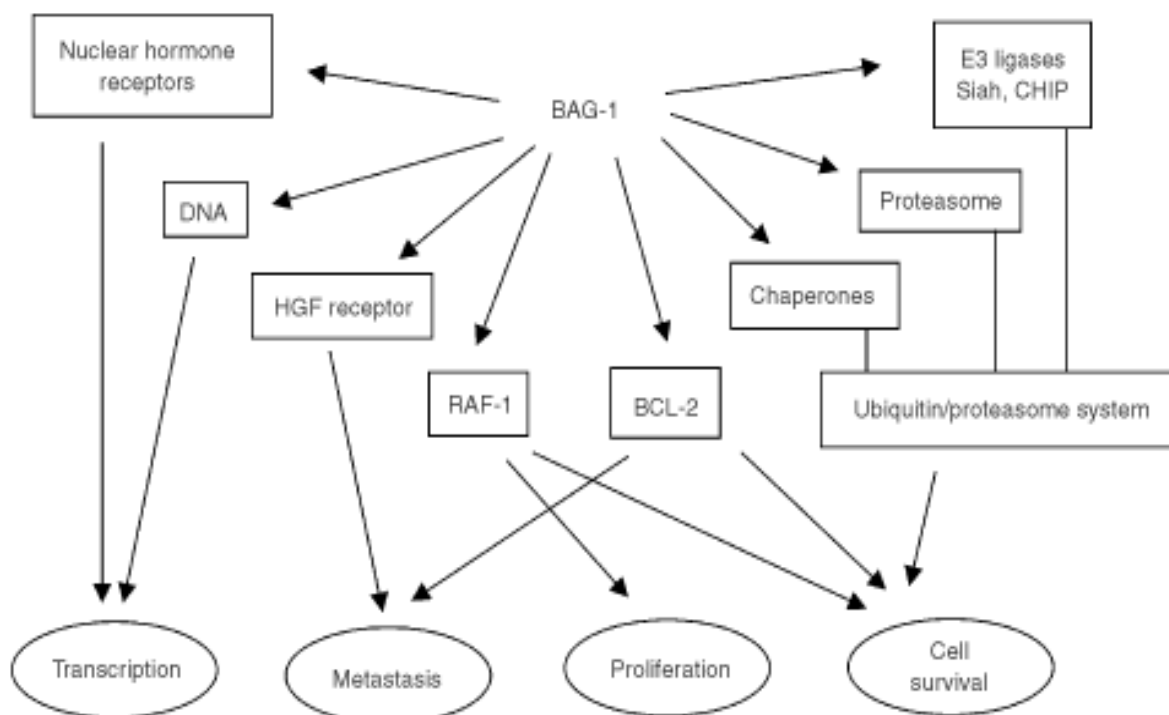 Nuclear hormone
receptors
BAG-1
E3 ligases
Siah, CHIP
DNA
Proteasome
HGF receptor
Chaperones
RAF-1
BCL-2
Ubiquitin/proteasome system
Transcription
Metastasis
Proliferation
Cell
survival